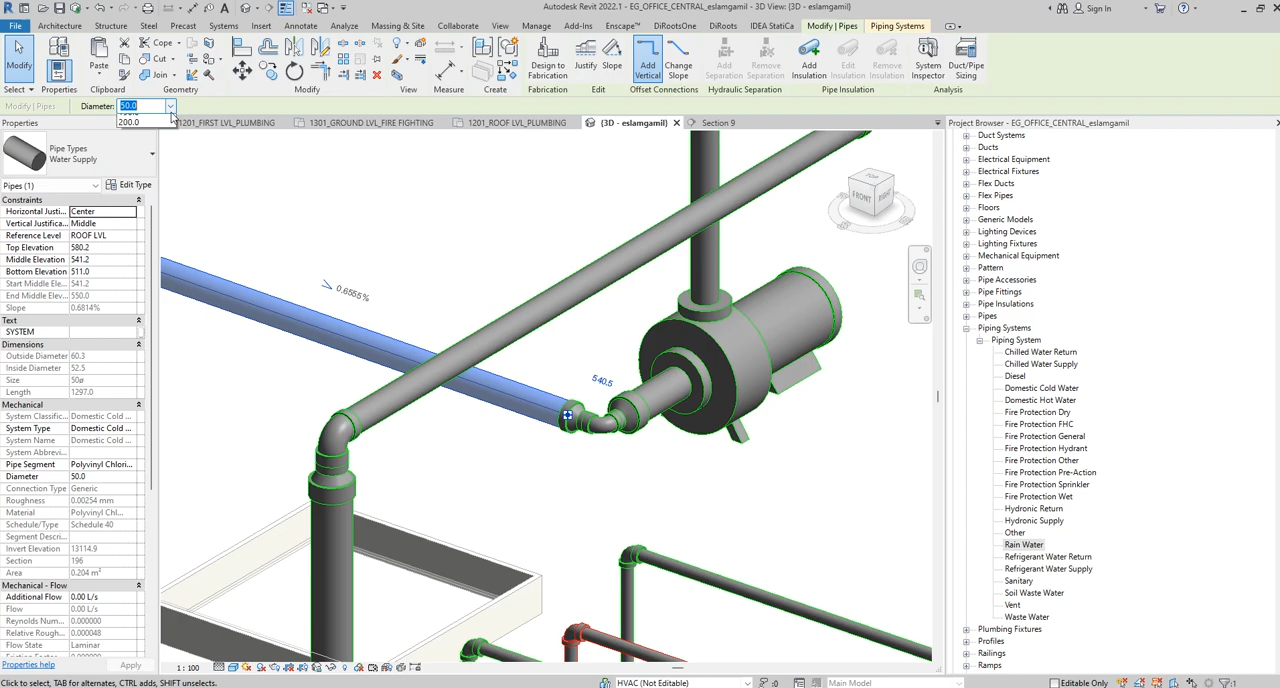 Autodesk Revit 2022.1 - EG_OFFICE_CENTRAL_eslamgamil - 3D View: {3D - eslamgamil}
Sign In
File Architecture Structure Steel Precast Systems Insert Annotate Analyze Massing & Site Collaborate View Manage Add-Ins Enscape™ DiRootsOne DiRoots IDEA StatiCa Modify | Pipes Piping Systems
Modify
Paste
Cope
Cut
Join
Design to Fabrication
Justify
Slope
Add Vertical
Change Slope
Add Separation
Remove Separation
Add Insulation
Edit Insulation
Remove Insulation
System Inspector
Duct/Pipe Sizing
Select Properties Clipboard Geometry Modify View Measure Create Fabrication Edit Offset Connections Hydraulic Separation Pipe Insulation Analysis
Modify | Pipes Diameter: 50.0
200.0
Properties
1201_FIRST LVL_PLUMBING 1301_GROUND LVL_FIRE FIGHTING 1201_ROOF LVL_PLUMBING {3D - eslamgamil} Section 9
Project Browser - EG_OFFICE_CENTRAL_eslamgamil
Pipe Types
Water Supply
Pipes (1) Edit Type
Constraints
Horizontal Justi... Center
Vertical Justifica... Middle
Reference Level ROOF LVL
Top Elevation 580.2
Middle Elevation 541.2
Bottom Elevation 511.0
Start Middle Ele... 541.2
End Middle Elev... 550.0
Slope 0.6814%
Text
SYSTEM
Dimensions
Outside Diameter 60.3
Inside Diameter 52.5
Size 50ø
Length 1297.0
Mechanical
System Classific... Domestic Cold ...
System Type Domestic Cold ...
System Name Domestic Cold ...
System Abbrevi...
Pipe Segment Polyvinyl Chlori...
Diameter 50.0
Connection Type Generic
Roughness 0.00254 mm
Material Polyvinyl Chl...
Schedule/Type Schedule 40
Segment Descri...
Invert Elevation 13114.9
Section 196
Area 0.204 m²
Mechanical - Flow
Additional Flow 0.00 L/s
Flow 0.00 L/s
Reynolds Num... 0.000000
Relative Rough... 0.000048
Flow State Laminar
Properties help Apply
0.6555%
540.5
TOP
FRONT
RIGHT
Duct Systems
Ducts
Electrical Equipment
Electrical Fixtures
Flex Ducts
Flex Pipes
Floors
Generic Models
Lighting Devices
Lighting Fixtures
Mechanical Equipment
Pattern
Pipe Accessories
Pipe Fittings
Pipe Insulations
Pipes
Piping Systems
Piping System
Chilled Water Return
Chilled Water Supply
Diesel
Domestic Cold Water
Domestic Hot Water
Fire Protection Dry
Fire Protection FHC
Fire Protection General
Fire Protection Hydrant
Fire Protection Other
Fire Protection Pre-Action
Fire Protection Sprinkler
Fire Protection Wet
Hydronic Return
Hydronic Supply
Other
Rain Water
Refrigerant Water Return
Refrigerant Water Supply
Sanitary
Soil Waste Water
Vent
Waste Water
Plumbing Fixtures
Profiles
Railings
Ramps
1 : 100
Click to select, TAB for alternates, CTRL adds, SHIFT unselects.
HVAC (Not Editable) :0 Main Model Editable Only :1